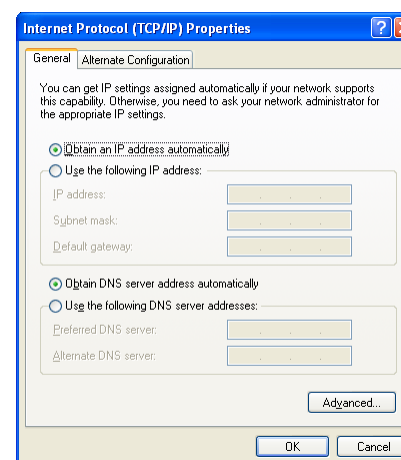 Internet Protocol (TCP/IP) Properties
General
Alternate Configuration
You can get IP settings assigned automatically if your network supports
this capability. Otherwise, you need to ask your network administrator for
the appropriate IP settings.
Obtain an IP address automatically
Use the following IP address:
IP address:
Subnet mask:
Default gateway:
Obtain DNS server address automatically
Use the following DNS server addresses:
Preferred DNS server:
Alternate DNS server:
Advanced...
OK
Cancel